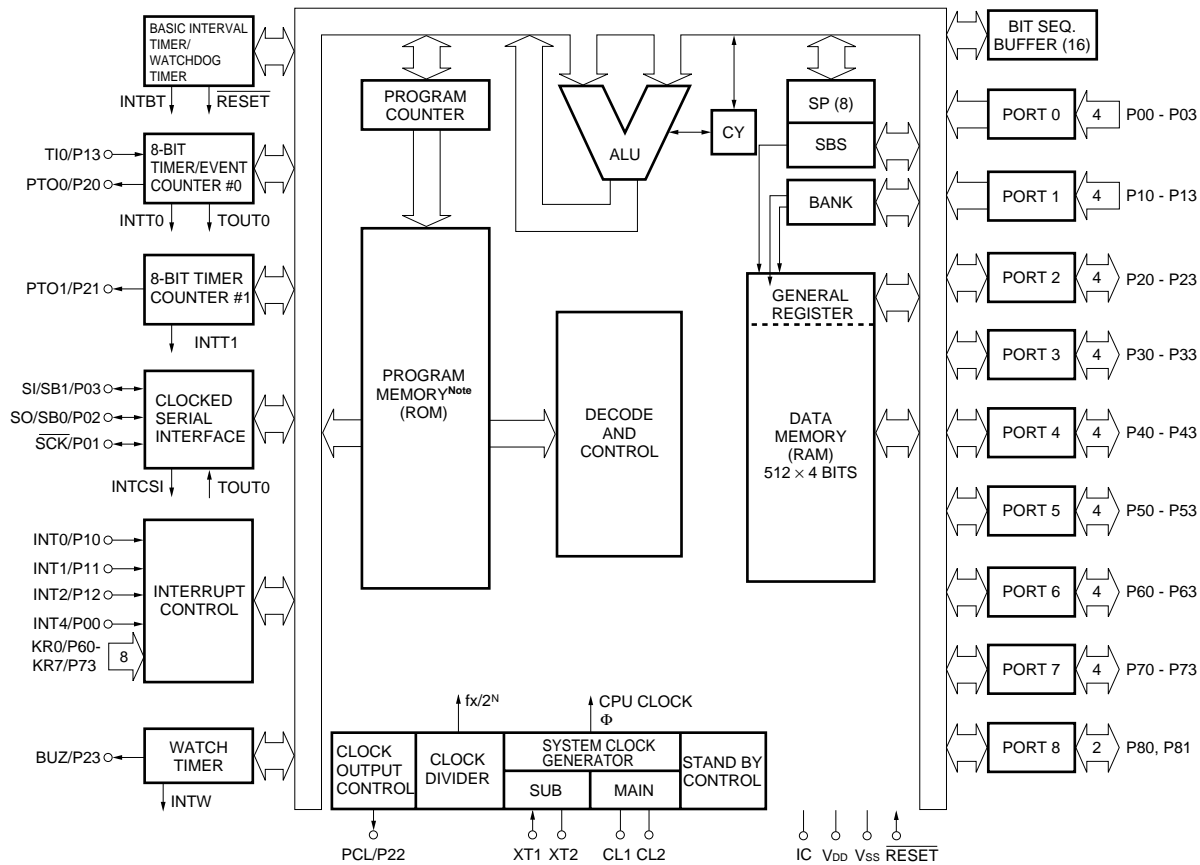 BASIC INTERVAL
TIMER/
WATCHDOG
TIMER
INTBT
RESET
TI0/P13
PTO0/P20
8-BIT
TIMER/EVENT
COUNTER #0
INTT0
TOUT0
PTO1/P21
8-BIT TIMER
COUNTER #1
INTT1
SI/SB1/P03
SO/SB0/P02
SCK/P01
CLOCKED
SERIAL
INTERFACE
INTCSI
TOUT0
INT0/P10
INT1/P11
INT2/P12
INT4/P00
KR0/P60-
KR7/P73
8
INTERRUPT
CONTROL
BUZ/P23
WATCH
TIMER
INTW
PROGRAM
COUNTER
ALU
CY
SP (8)
SBS
BANK
PROGRAM
MEMORYNote
(ROM)
DECODE
AND
CONTROL
GENERAL
REGISTER
DATA
MEMORY
(RAM)
512 × 4 BITS
fx/2N
CPU CLOCK
Φ
CLOCK
OUTPUT
CONTROL
CLOCK
DIVIDER
SYSTEM CLOCK
GENERATOR
SUB
MAIN
STAND BY
CONTROL
PCL/P22
XT1
XT2
CL1
CL2
IC
VDD
VSS
RESET
BIT SEQ.
BUFFER (16)
PORT 0
4
P00 - P03
PORT 1
4
P10 - P13
PORT 2
4
P20 - P23
PORT 3
4
P30 - P33
PORT 4
4
P40 - P43
PORT 5
4
P50 - P53
PORT 6
4
P60 - P63
PORT 7
4
P70 - P73
PORT 8
2
P80, P81